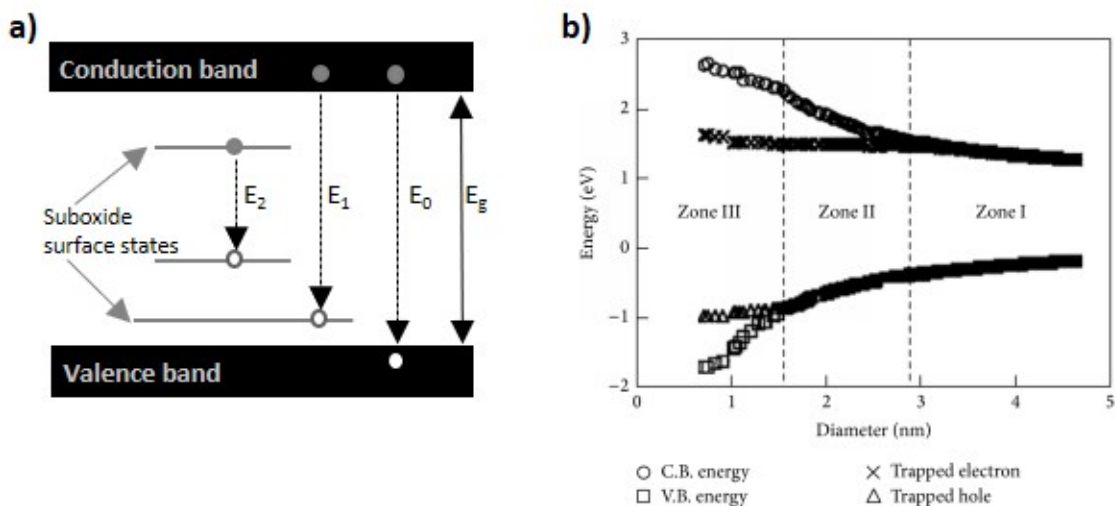 a)
Conduction band
Suboxide
surface states
E2
E1
E0
Eg
Valence band
b)
Energy (eV)
3
2
1
0
−1
−2
Zone III
Zone II
Zone I
0
1
2
3
4
5
Diameter (nm)
C.B. energy
V.B. energy
Trapped electron
Trapped hole